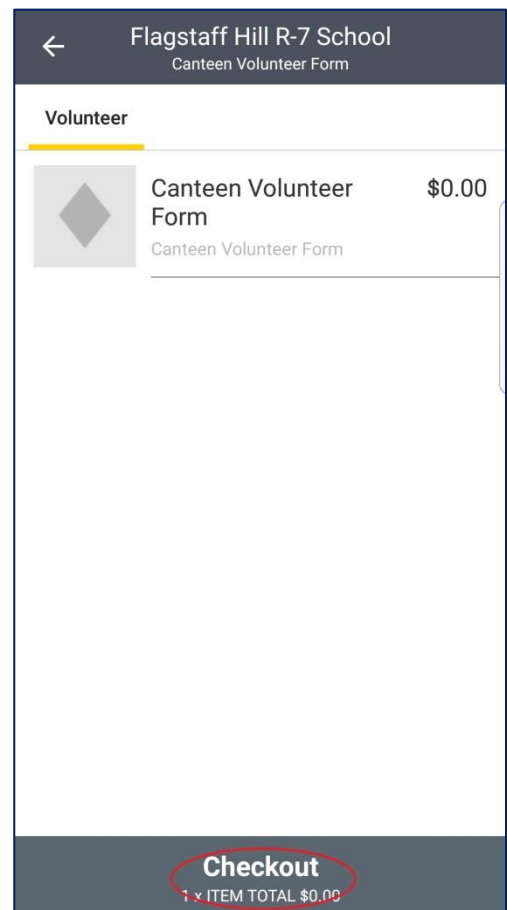 Flagstaff Hill R-7 School
Canteen Volunteer Form
Volunteer
Canteen Volunteer $0.00
Form
Canteen Volunteer Form
Checkout
1 x ITEM TOTAL $0.00